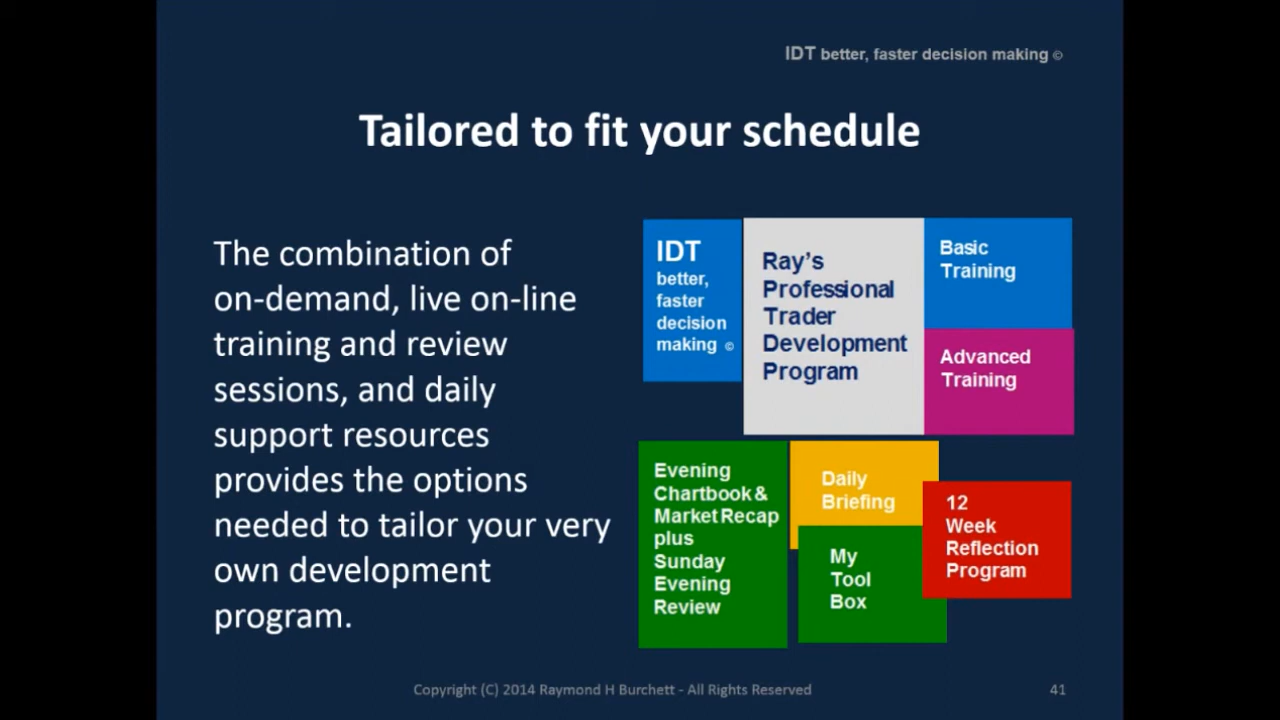 IDT better, faster decision making ©
Tailored to fit your schedule
The combination of
on-demand, live on-line
training and review
sessions, and daily
support resources
provides the options
needed to tailor your very
own development
program.
IDT
better,
faster
decision
making ©
Ray's
Professional
Trader
Development
Program
Basic
Training
Advanced
Training
Evening
Chartbook &
Market Recap
plus
Sunday
Evening
Review
Daily
Briefing
My
Tool
Box
12
Week
Reflection
Program
Copyright (C) 2014 Raymond H Burchett - All Rights Reserved
41